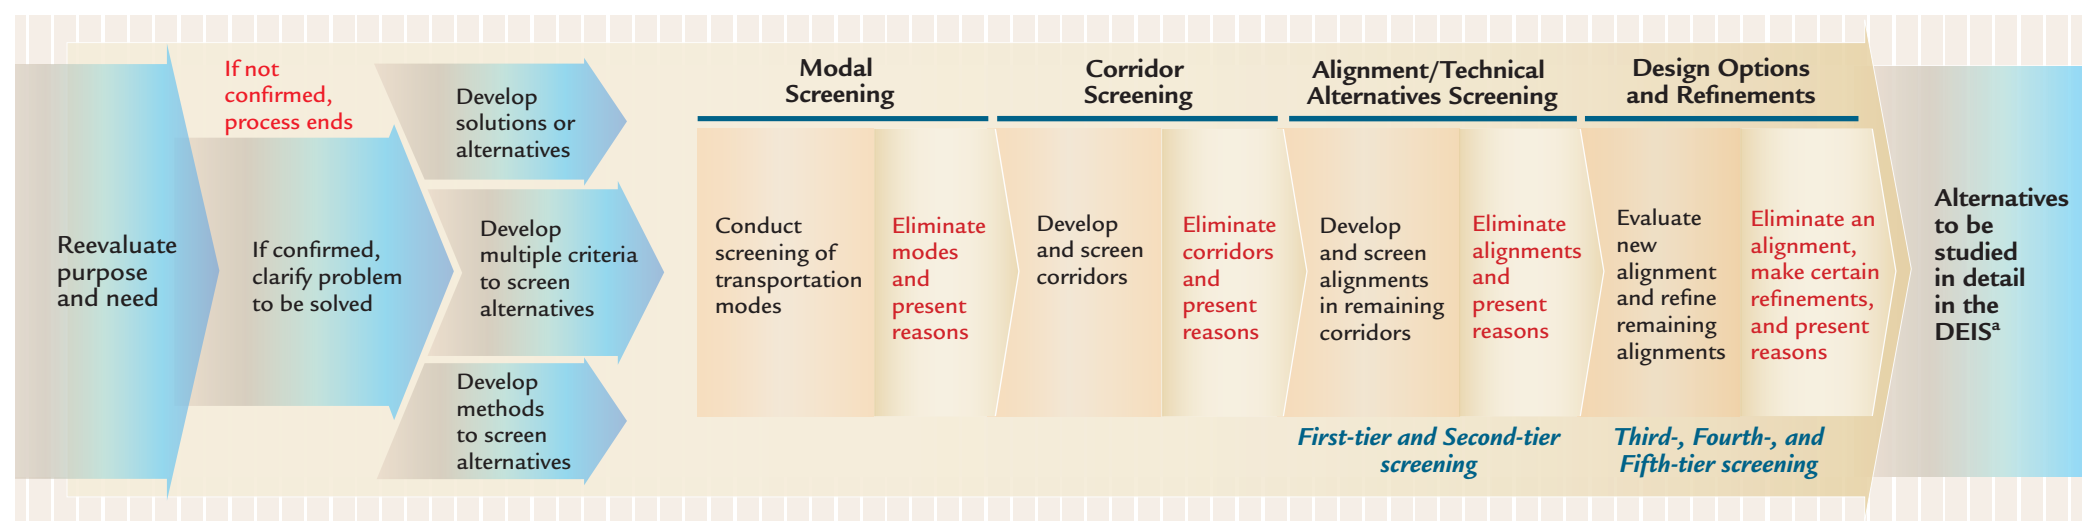 Reevaluate
purpose
and need
If not
confirmed,
process ends
If confirmed,
clarify problem
to be solved
Develop
solutions or
alternatives
Develop
multiple criteria
to screen
alternatives
Develop
methods
to screen
alternatives
Modal
Screening
Conduct
screening of
transportation
modes
Eliminate
modes
and
present
reasons
Corridor
Screening
Develop
and screen
corridors
Eliminate
corridors
and
present
reasons
Alignment/Technical
Alternatives Screening
Develop
and screen
alignments
in remaining
corridors
Eliminate
alignments
and
present
reasons
First-tier and Second-tier
screening
Design Options
and Refinements
Evaluate
new
alignment
and refine
remaining
alignments
Eliminate an
alignment,
make certain
refinements,
and present
reasons
Third-, Fourth-, and
Fifth-tier screening
Alternatives
to be
studied
in detail
in the
DEISᵃ